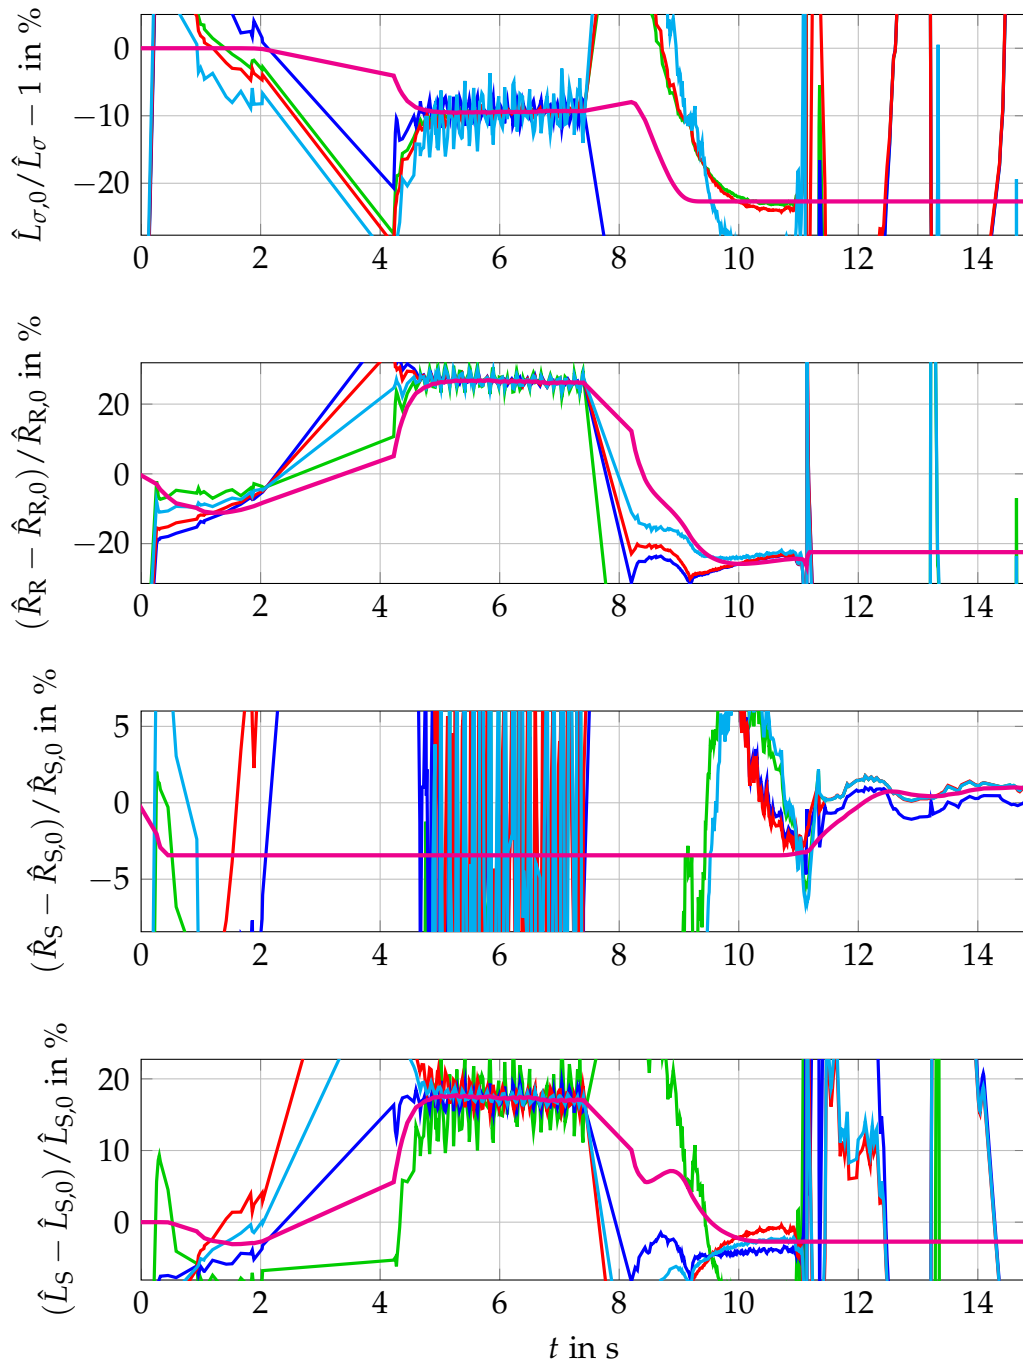 L̂σ,0/L̂σ − 1 in %
0
−10
−20
0 2 4 6 8 10 12 14
(R̂R − R̂R,0)/R̂R,0 in %
20
0
−20
0 2 4 6 8 10 12 14
(R̂S − R̂S,0)/R̂S,0 in %
5
0
−5
0 2 4 6 8 10 12 14
(L̂S − L̂S,0)/L̂S,0 in %
20
10
0
0 2 4 6 8 10 12 14
t in s